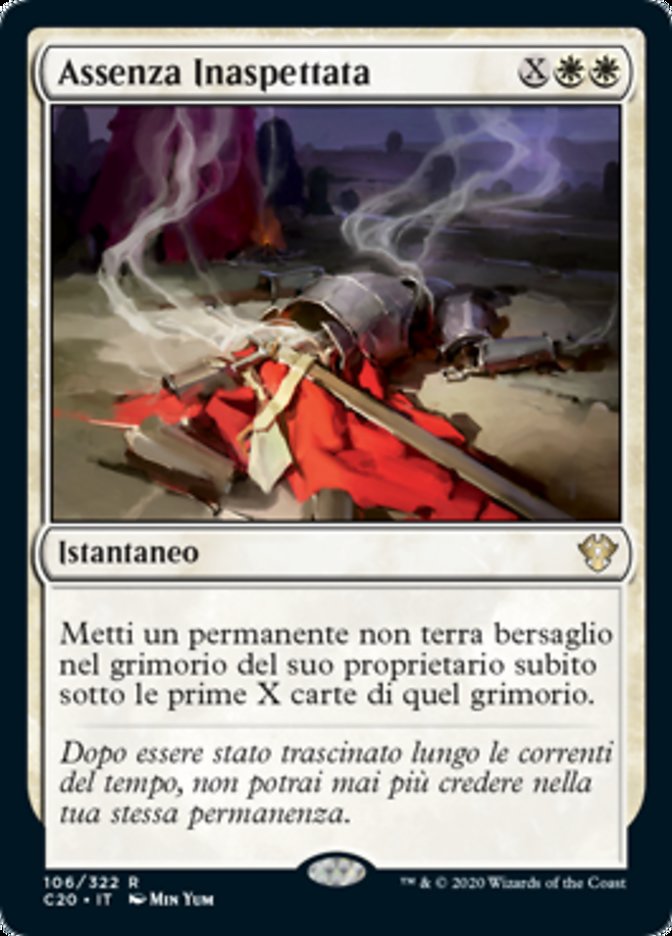 Assenza Inaspettata X
Istantaneo
Metti un permanente non terra bersaglio
nel grimorio del suo proprietario subito
sotto le prime X carte di quel grimorio.
Dopo essere stato trascinato lungo le correnti
del tempo, non potrai mai più credere nella
tua stessa permanenza.
106/322 R
C20 • IT Min Yum
™ & © 2020 Wizards of the Coast